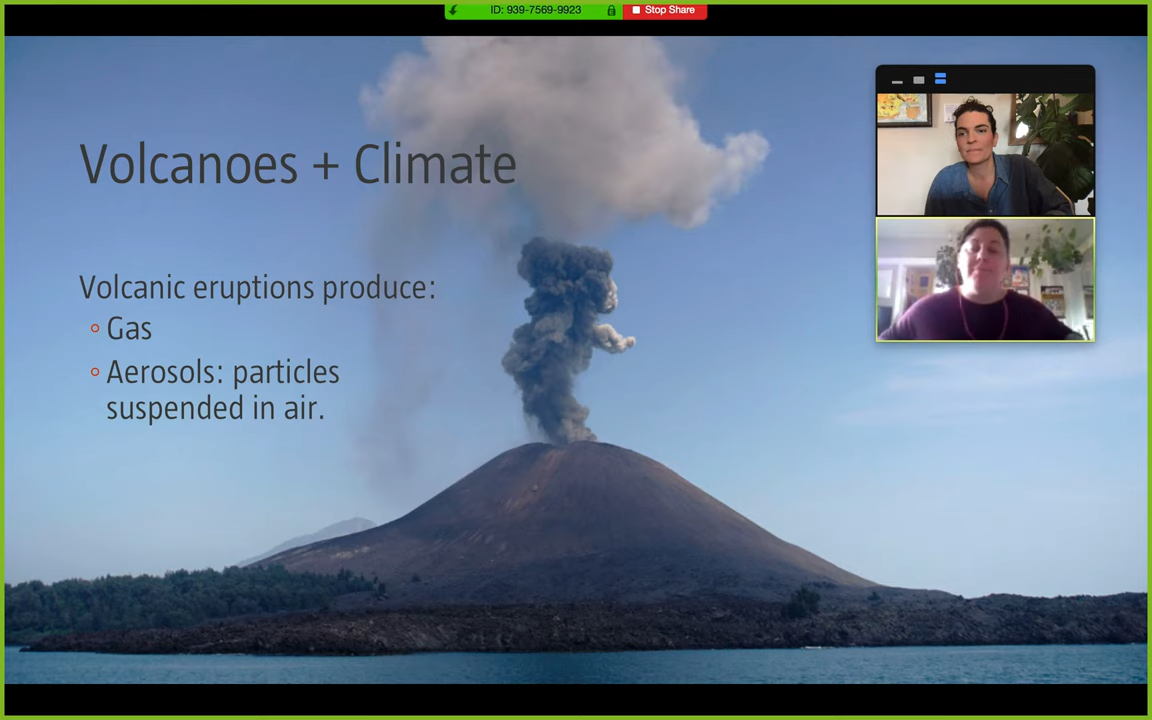 ID: 939-7569-9923
Stop Share
Volcanoes + Climate
Volcanic eruptions produce:
Gas
Aerosols: particles
suspended in air.